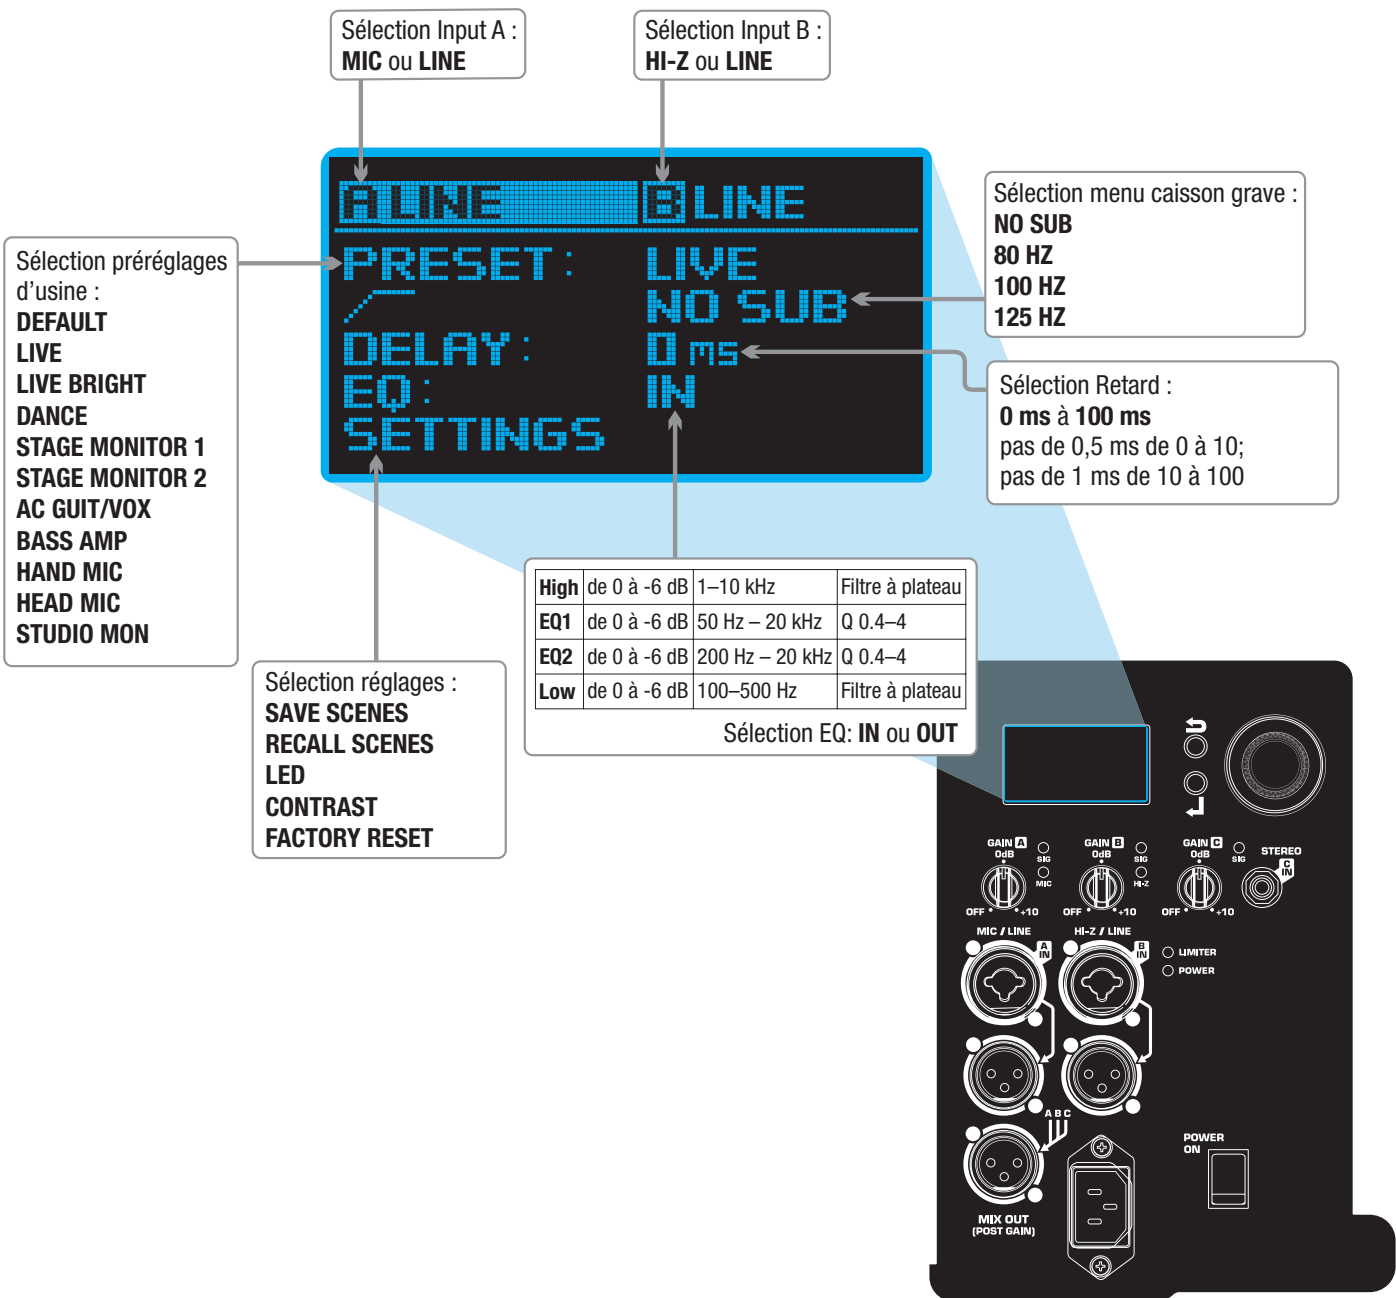 Sélection Input A :
MIC ou LINE
Sélection Input B :
HI-Z ou LINE
A LINE B LINE
PRESET: LIVE
NO SUB
DELAY: 0 ms
EQ: IN
SETTINGS
Sélection menu caisson grave :
NO SUB
80 HZ
100 HZ
125 HZ
Sélection préréglages
d'usine :
DEFAULT
LIVE
LIVE BRIGHT
DANCE
STAGE MONITOR 1
STAGE MONITOR 2
AC GUIT/VOX
BASS AMP
HAND MIC
HEAD MIC
STUDIO MON
Sélection Retard :
0 ms à 100 ms
pas de 0,5 ms de 0 à 10;
pas de 1 ms de 10 à 100
High de 0 à -6 dB 1–10 kHz Filtre à plateau
EQ1 de 0 à -6 dB 50 Hz – 20 kHz Q 0.4–4
EQ2 de 0 à -6 dB 200 Hz – 20 kHz Q 0.4–4
Low de 0 à -6 dB 100–500 Hz Filtre à plateau
Sélection EQ: IN ou OUT
Sélection réglages :
SAVE SCENES
RECALL SCENES
LED
CONTRAST
FACTORY RESET
GAIN A
0dB
SIG
MIC
OFF +10
GAIN B
0dB
SIG
HI-Z
OFF +10
GAIN C
0dB
SIG
OFF +10
STEREO
C IN
MIC / LINE
A IN
HI-Z / LINE
B IN
LIMITER
POWER
A B C
POWER
ON
MIX OUT
(POST GAIN)